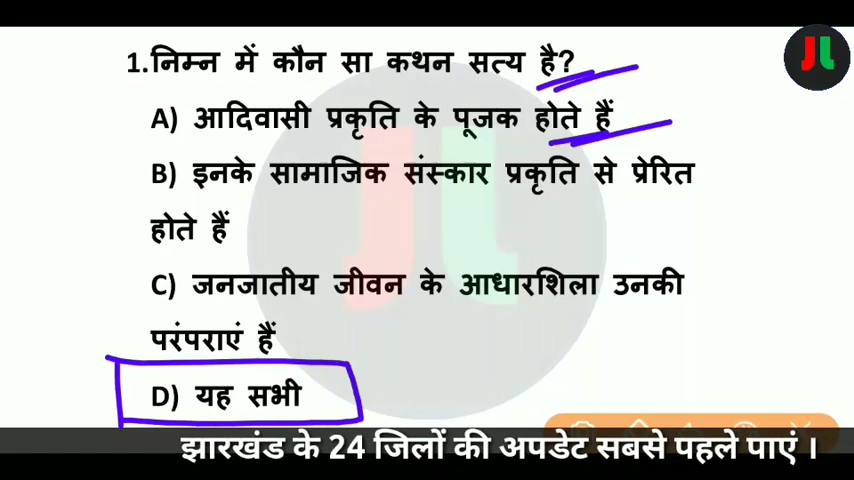 JL
1.निम्न में कौन सा कथन सत्य है?
A) आदिवासी प्रकृति के पूजक होते हैं
B) इनके सामाजिक संस्कार प्रकृति से प्रेरित
होते हैं
C) जनजातीय जीवन के आधारशिला उनकी
परंपराएं हैं
D) यह सभी
झारखंड के 24 जिलों की अपडेट सबसे पहले पाएं ।